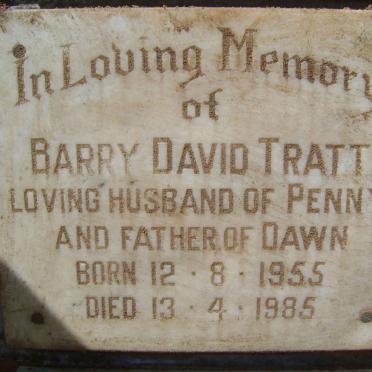 In Loving Memory
of
BARRY DAVID TRATT
LOVING HUSBAND OF PENNY
AND FATHER OF DAWN
BORN 12 · 8 · 1955
DIED 13 · 4 · 1985